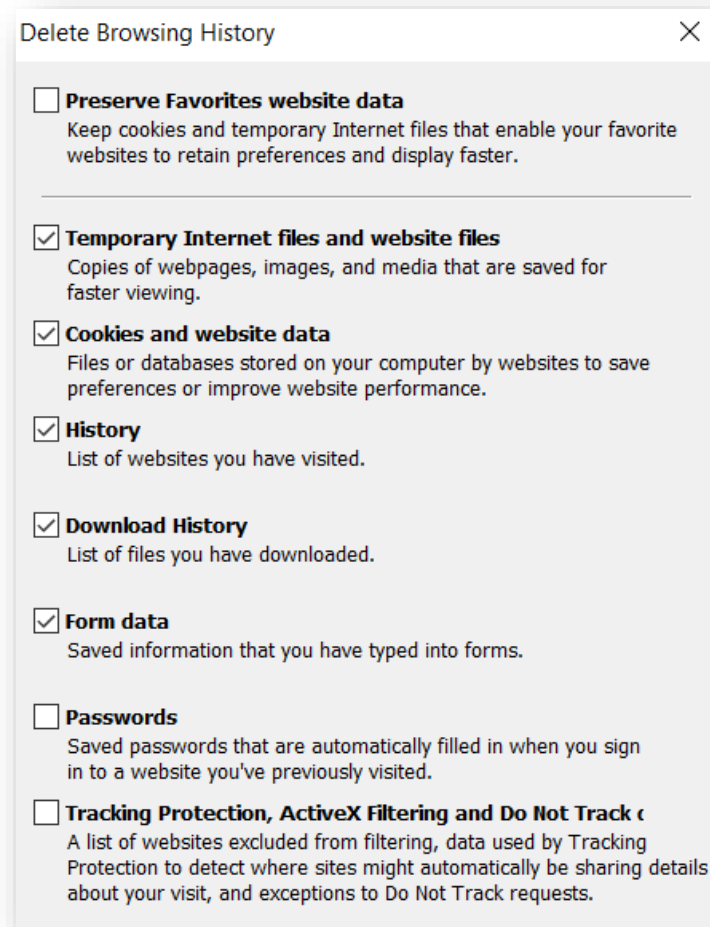 Delete Browsing History
Preserve Favorites website data
Keep cookies and temporary Internet files that enable your favorite
websites to retain preferences and display faster.
Temporary Internet files and website files
Copies of webpages, images, and media that are saved for
faster viewing.
Cookies and website data
Files or databases stored on your computer by websites to save
preferences or improve website performance.
History
List of websites you have visited.
Download History
List of files you have downloaded.
Form data
Saved information that you have typed into forms.
Passwords
Saved passwords that are automatically filled in when you sign
in to a website you've previously visited.
Tracking Protection, ActiveX Filtering and Do Not Track
A list of websites excluded from filtering, data used by Tracking
Protection to detect where sites might automatically be sharing details
about your visit, and exceptions to Do Not Track requests.